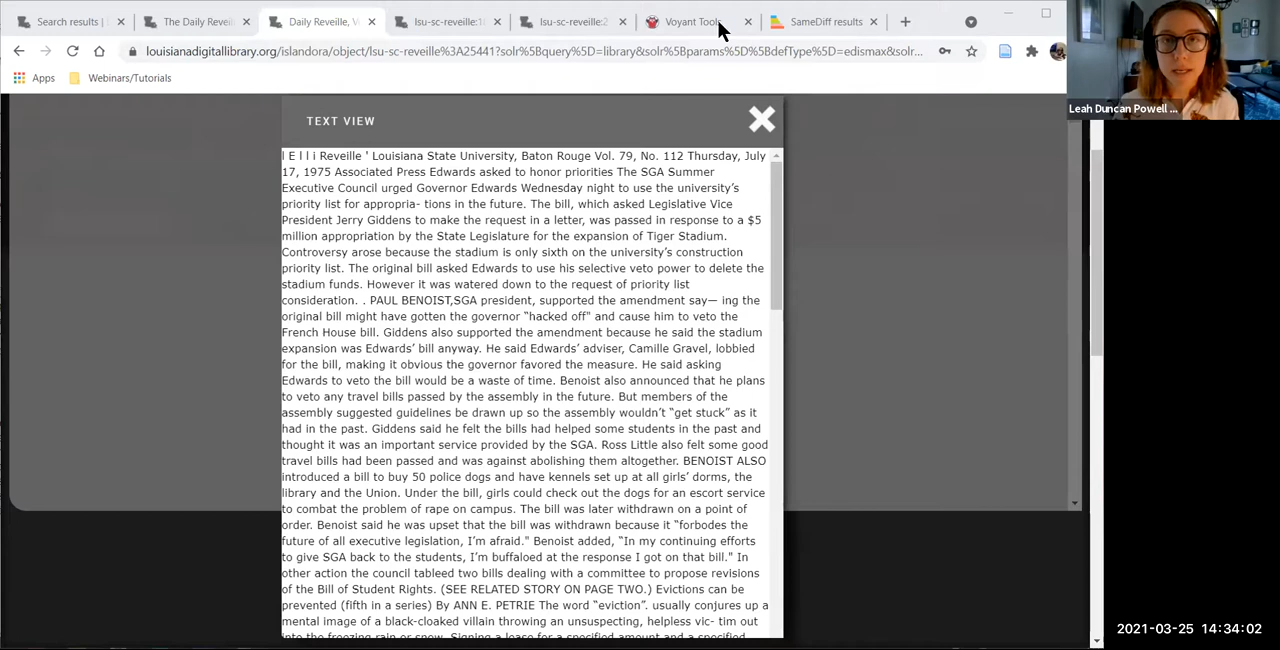 Search results |
The Daily Reveill
Daily Reveille, V
lsu-sc-reveille:1
lsu-sc-reveille:2
Voyant Tools
SameDiff results
louisianadigitallibrary.org/islandora/object/lsu-sc-reveille%3A25441?solr%5Bquery%5D=library&solr%5Bparams%5D%5BdefType%5D=edismax&solr...
Apps
Webinars/Tutorials
Leah Duncan Powell ...
TEXT VIEW
l E l l i Reveille ' Louisiana State University, Baton Rouge Vol. 79, No. 112 Thursday, July
17, 1975 Associated Press Edwards asked to honor priorities The SGA Summer
Executive Council urged Governor Edwards Wednesday night to use the university’s
priority list for appropria- tions in the future. The bill, which asked Legislative Vice
President Jerry Giddens to make the request in a letter, was passed in response to a $5
million appropriation by the State Legislature for the expansion of Tiger Stadium.
Controversy arose because the stadium is only sixth on the university’s construction
priority list. The original bill asked Edwards to use his selective veto power to delete the
stadium funds. However it was watered down to the request of priority list
consideration. . PAUL BENOIST,SGA president, supported the amendment say— ing the
original bill might have gotten the governor “hacked off" and cause him to veto the
French House bill. Giddens also supported the amendment because he said the stadium
expansion was Edwards’ bill anyway. He said Edwards’ adviser, Camille Gravel, lobbied
for the bill, making it obvious the governor favored the measure. He said asking
Edwards to veto the bill would be a waste of time. Benoist also announced that he plans
to veto any travel bills passed by the assembly in the future. But members of the
assembly suggested guidelines be drawn up so the assembly wouldn’t “get stuck” as it
had in the past. Giddens said he felt the bills had helped some students in the past and
thought it was an important service provided by the SGA. Ross Little also felt some good
travel bills had been passed and was against abolishing them altogether. BENOIST ALSO
introduced a bill to buy 50 police dogs and have kennels set up at all girls’ dorms, the
library and the Union. Under the bill, girls could check out the dogs for an escort service
to combat the problem of rape on campus. The bill was later withdrawn on a point of
order. Benoist said he was upset that the bill was withdrawn because it “forbodes the
future of all executive legislation, I’m afraid." Benoist added, “In my continuing efforts
to give SGA back to the students, I’m buffaloed at the response I got on that bill." In
other action the council tableed two bills dealing with a committee to propose revisions
of the Bill of Student Rights. (SEE RELATED STORY ON PAGE TWO.) Evictions can be
prevented (fifth in a series) By ANN E. PETRIE The word “eviction”. usually conjures up a
mental image of a black-cloaked villain throwing an unsuspecting, helpless vic- tim out
into the freezing rain or snow. Signing a lease for a specified amount and a specified
2021-03-25 14:34:02